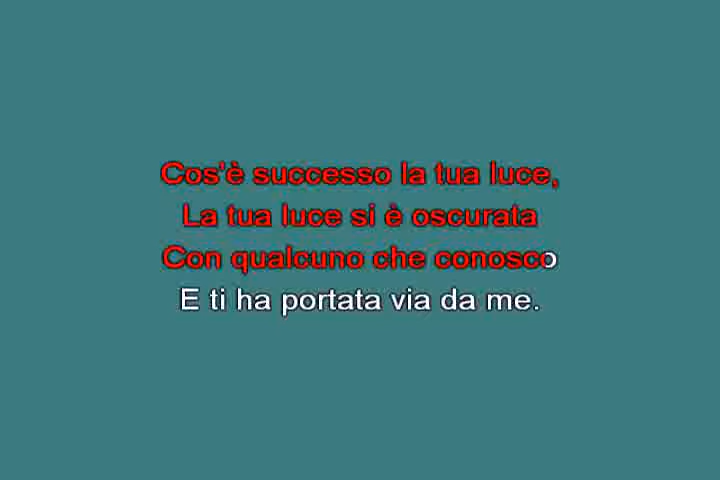 Cos'è successo la tua luce,
La tua luce si è oscurata
Con qualcuno che conosco
E ti ha portata via da me.